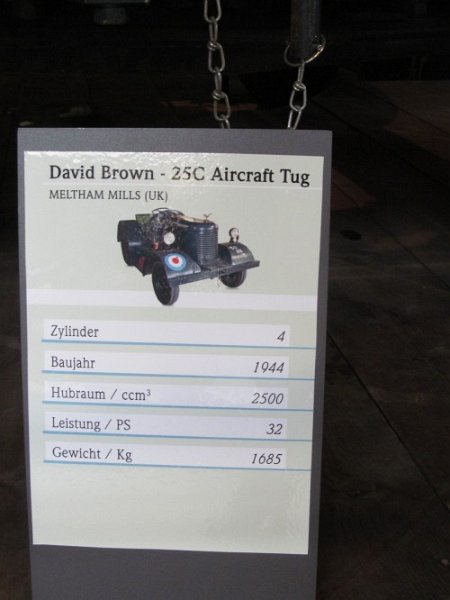 David Brown - 25C Aircraft Tug
MELTHAM MILLS (UK)
Zylinder 4
Baujahr 1944
Hubraum / ccm³ 2500
Leistung / PS 32
Gewicht / Kg 1685